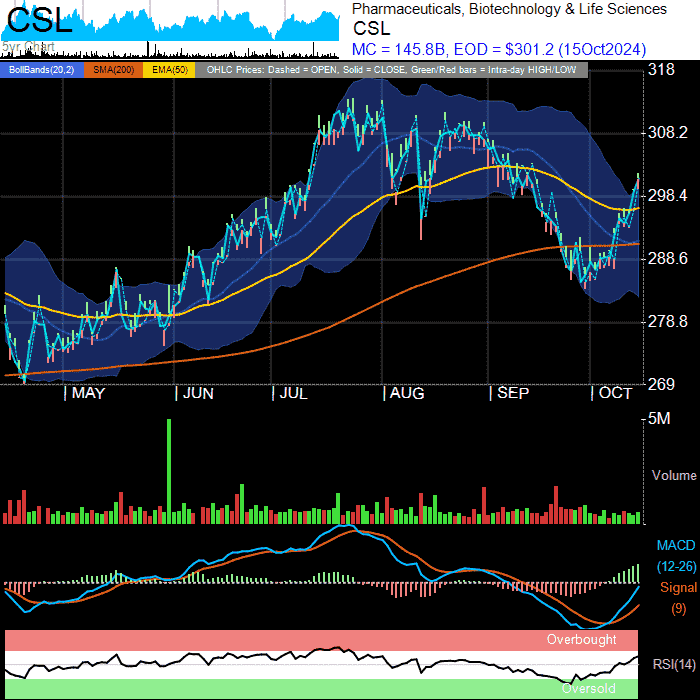 CSL
5yr Chart
Pharmaceuticals, Biotechnology & Life Sciences
CSL
MC = 145.8B, EOD = $301.2 (15Oct2024)
BollBands(20,2) SMA(200) EMA(50) OHLC Prices: Dashed = OPEN, Solid = CLOSE, Green/Red bars = Intra-day HIGH/LOW
318
308.2
298.4
288.6
278.8
269
MAY JUN JUL AUG SEP OCT
5M
Volume
MACD
(12-26)
Signal
(9)
Overbought
RSI(14)
Oversold